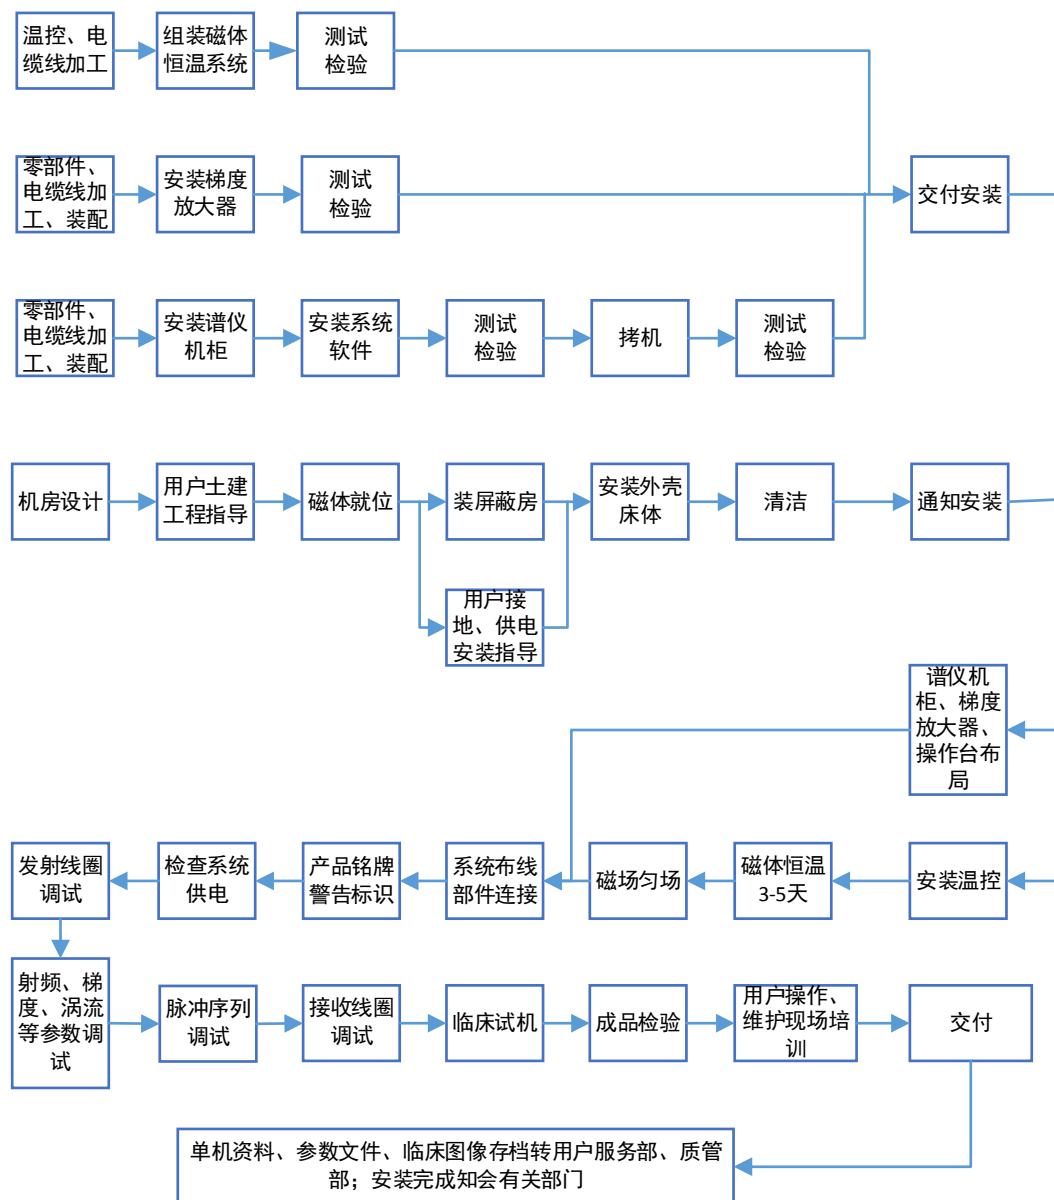 温控、电
缆线加工
组装磁体
恒温系统
测试
检验
零部件、
电缆线加
工、装配
安装梯度
放大器
测试
检验
交付安装
零部件、
电缆线加
工、装配
安装谱仪
机柜
安装系统
软件
测试
检验
拷机
测试
检验
机房设计
用户土建
工程指导
磁体就位
装屏蔽房
安装外壳
床体
清洁
通知安装
用户接
地、供电
安装指导
谱仪机
柜、梯度
放大器、
操作台布
局
发射线圈
调试
检查系统
供电
产品铭牌
警告标识
系统布线
部件连接
磁场匀场
磁体恒温
3-5天
安装温控
射频、梯
度、涡流
等参数调
试
脉冲序列
调试
接收线圈
调试
临床试机
成品检验
用户操作、
维护现场培
训
交付
单机资料、参数文件、临床图像存档转用户服务部、质管
部；安装完成知会有关部门